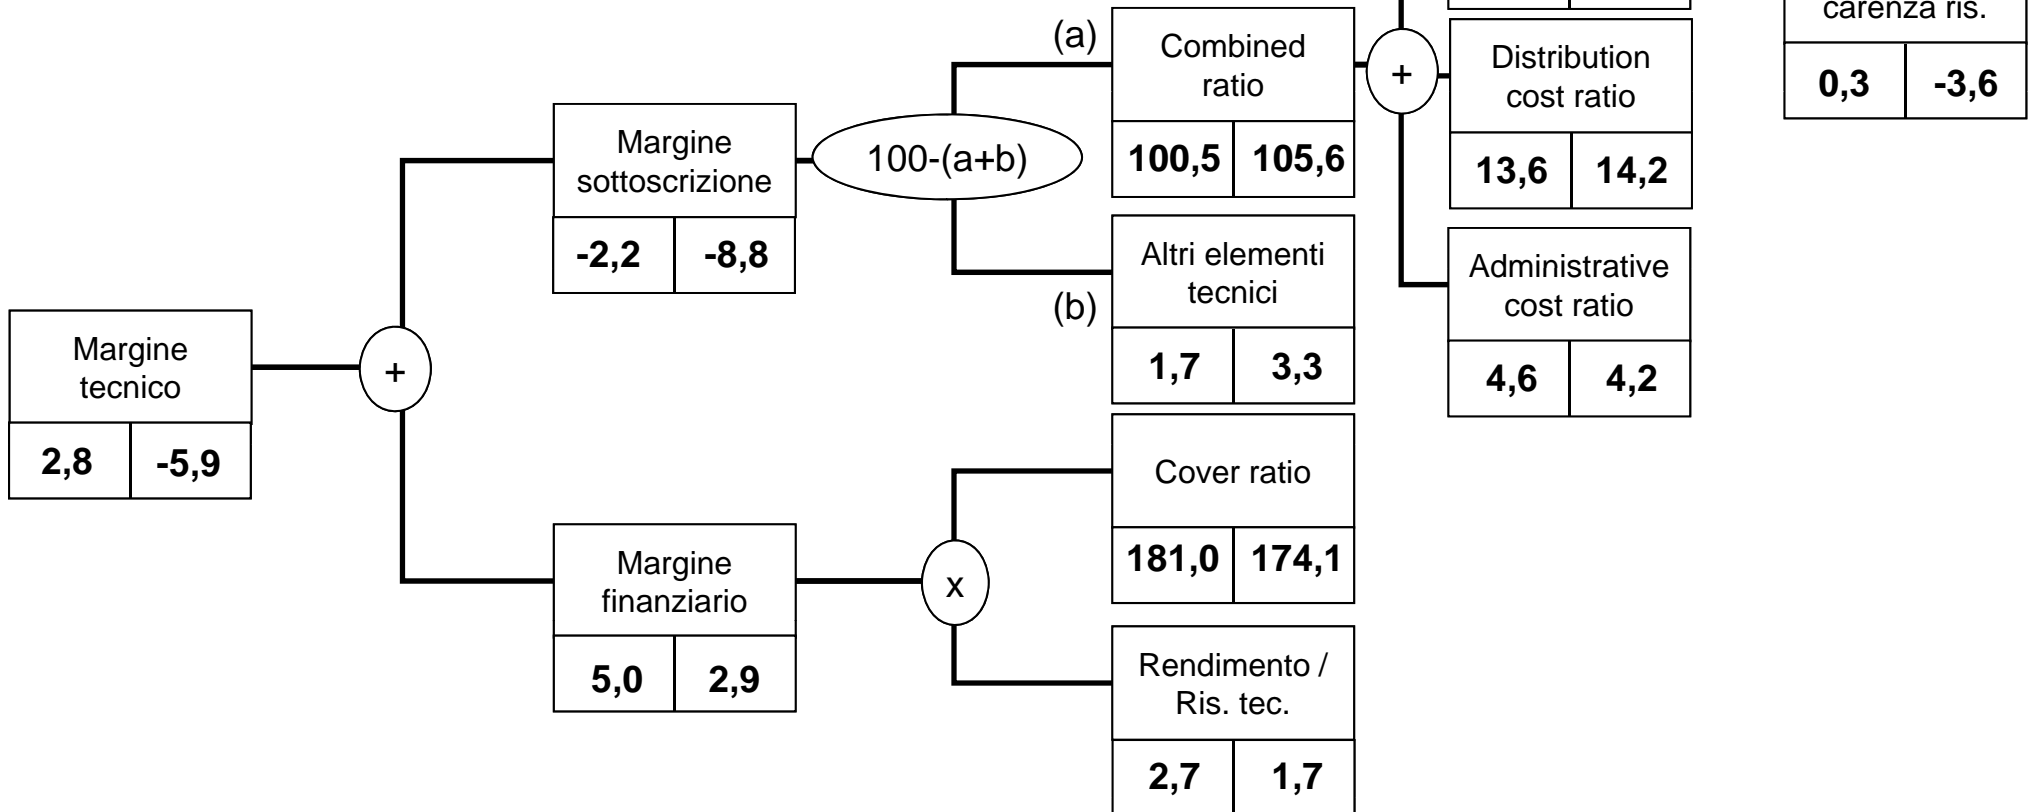 carenza ris.
0,3 -3,6
(a)
Combined
ratio
100,5 105,6
+
Distribution
cost ratio
13,6 14,2
Margine
sottoscrizione
-2,2 -8,8
100-(a+b)
Altri elementi
tecnici
(b)
1,7 3,3
Administrative
cost ratio
4,6 4,2
Margine
tecnico
2,8 -5,9
+
Cover ratio
181,0 174,1
Margine
finanziario
5,0 2,9
x
Rendimento /
Ris. tec.
2,7 1,7